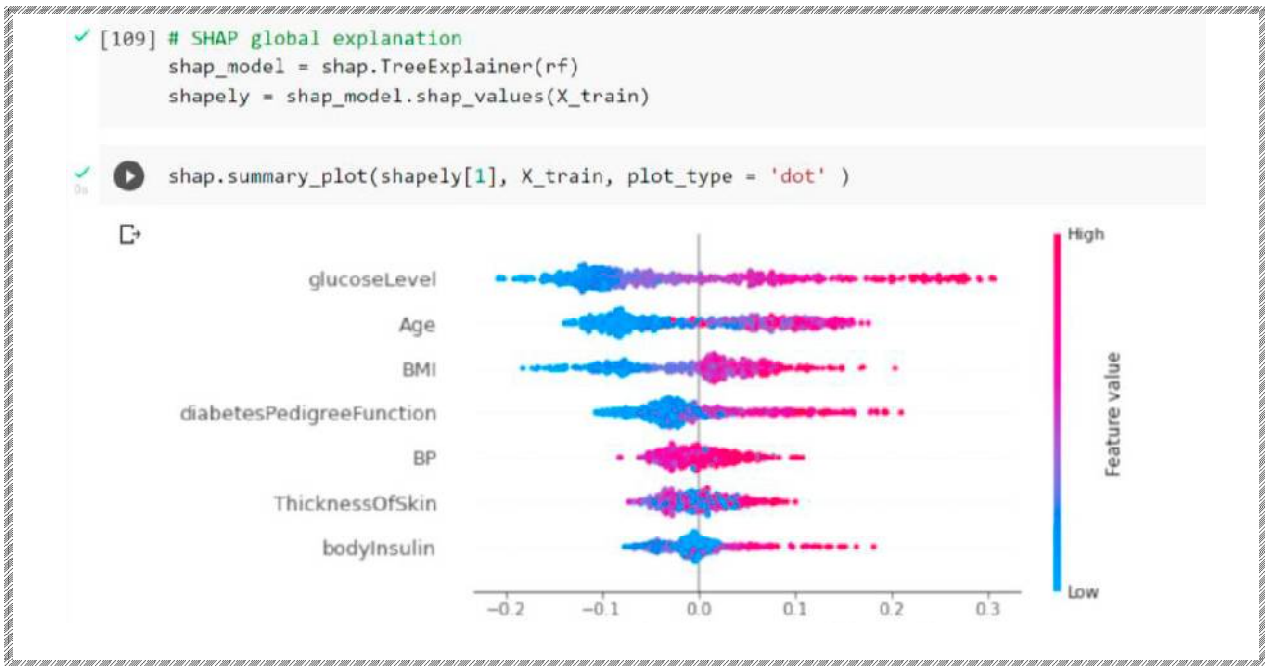 [109] # SHAP global explanation
shap_model = shap.TreeExplainer(rf)
shapely = shap_model.shap_values(X_train)
0s
shap.summary_plot(shapely[1], X_train, plot_type = 'dot' )
High
glucoseLevel
Age
BMI
diabetesPedigreeFunction
BP
ThicknessOfSkin
bodyInsulin
Feature value
Low
−0.2 −0.1 0.0 0.1 0.2 0.3